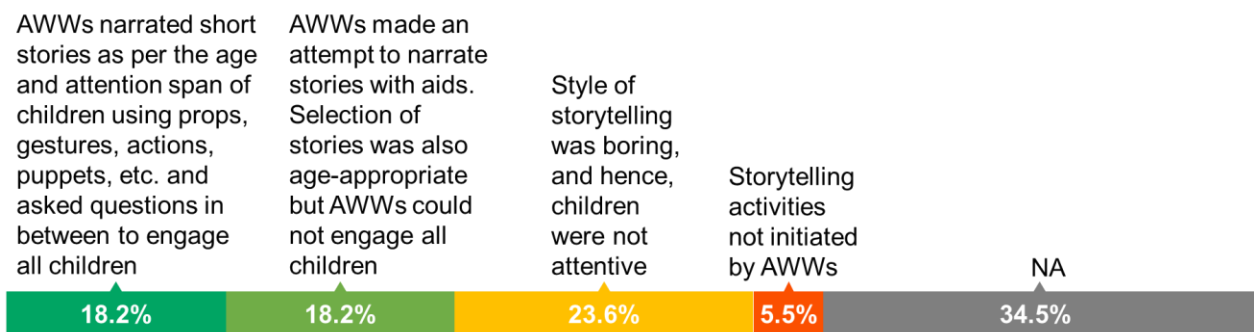 AWWs narrated short
stories as per the age
and attention span of
children using props,
gestures, actions,
puppets, etc. and
asked questions in
between to engage
all children
AWWs made an
attempt to narrate
stories with aids.
Selection of
stories was also
age-appropriate
but AWWs could
not engage all
children
Style of
storytelling
was boring,
and hence,
children
were not
attentive
Storytelling
activities
not initiated
by AWWs
NA
18.2%
18.2%
23.6%
5.5%
34.5%